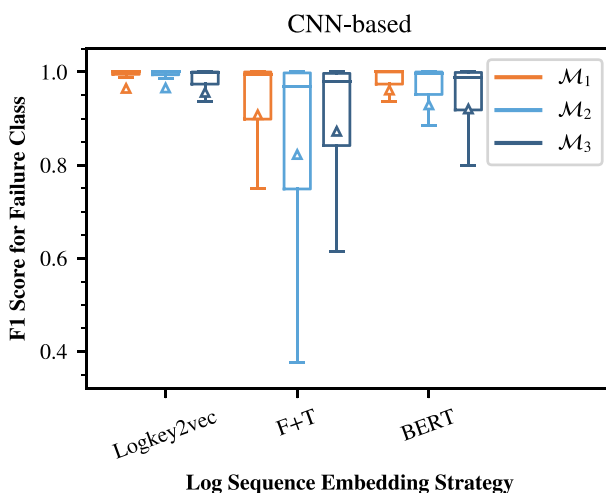 CNN-based
F1 Score for Failure Class
1.0
0.8
0.6
0.4
ℳ₁
ℳ₂
ℳ₃
Logkey2vec
F+T
BERT
Log Sequence Embedding Strategy